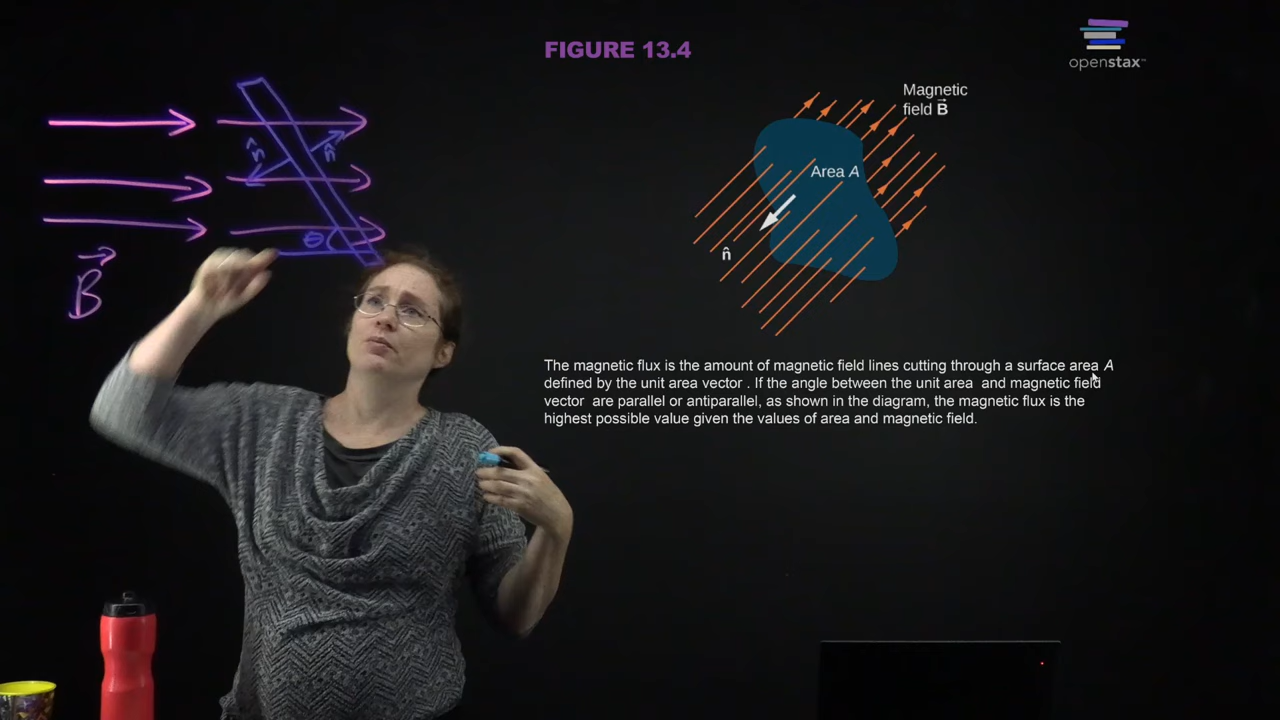 FIGURE 13.4
openstax™
Magnetic
field B⃗
Area A
n̂
n̂
n̂
θ
B⃗
The magnetic flux is the amount of magnetic field lines cutting through a surface area A
defined by the unit area vector . If the angle between the unit area  and magnetic field
vector  are parallel or antiparallel, as shown in the diagram, the magnetic flux is the
highest possible value given the values of area and magnetic field.